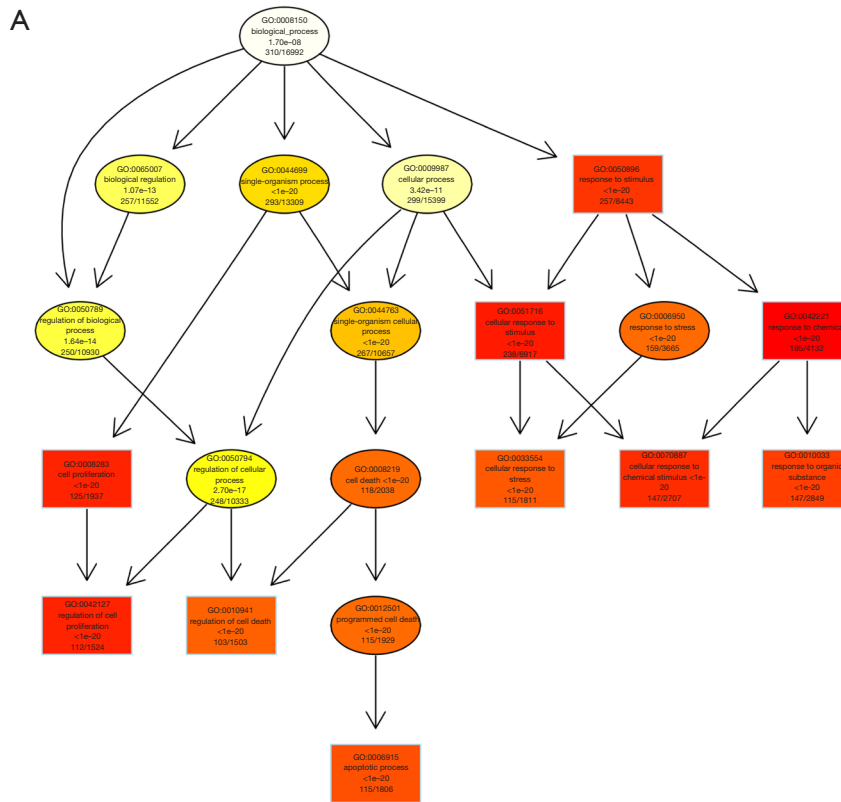 A
GO:0008150
biological_process
1.70e–08
310/16992
GO:0065007
biological regulation
1.07e–13
257/11552
GO:0044699
single-organism process
<1e–20
293/13309
GO:0009987
cellular process
3.42e–11
299/15399
GO:0050896
response to stimulus
<1e–20
257/8443
GO:0050789
regulation of biological
process
1.64e–14
250/10930
GO:0044763
single-organism cellular
process
<1e–20
267/10657
GO:0051716
cellular response to
stimulus
<1e–20
GO:0006950
response to stress
<1e–20
159/3665
GO:0042221
response to chemical
<1e–20
GO:0008283
cell proliferation
<1e-20
125/1937
GO:0050794
regulation of cellular
process
2.70e–17
248/10333
GO:0008219
cell death <1e–20
118/2038
GO:0033554
cellular response to
stress
<1e–20
115/1811
GO:0070887
cellular response to
chemical stimulus <1e–
20
147/2707
GO:0010033
response to organic
substance
<1e–20
147/2849
GO:0042127
regulation of cell
proliferation
<1e–20
112/1524
GO:0010941
regulation of cell death
<1e–20
103/1503
GO:0012501
programmed cell death
<1e–20
115/1929
GO:0006915
apoptotic process
<1e–20
115/1806